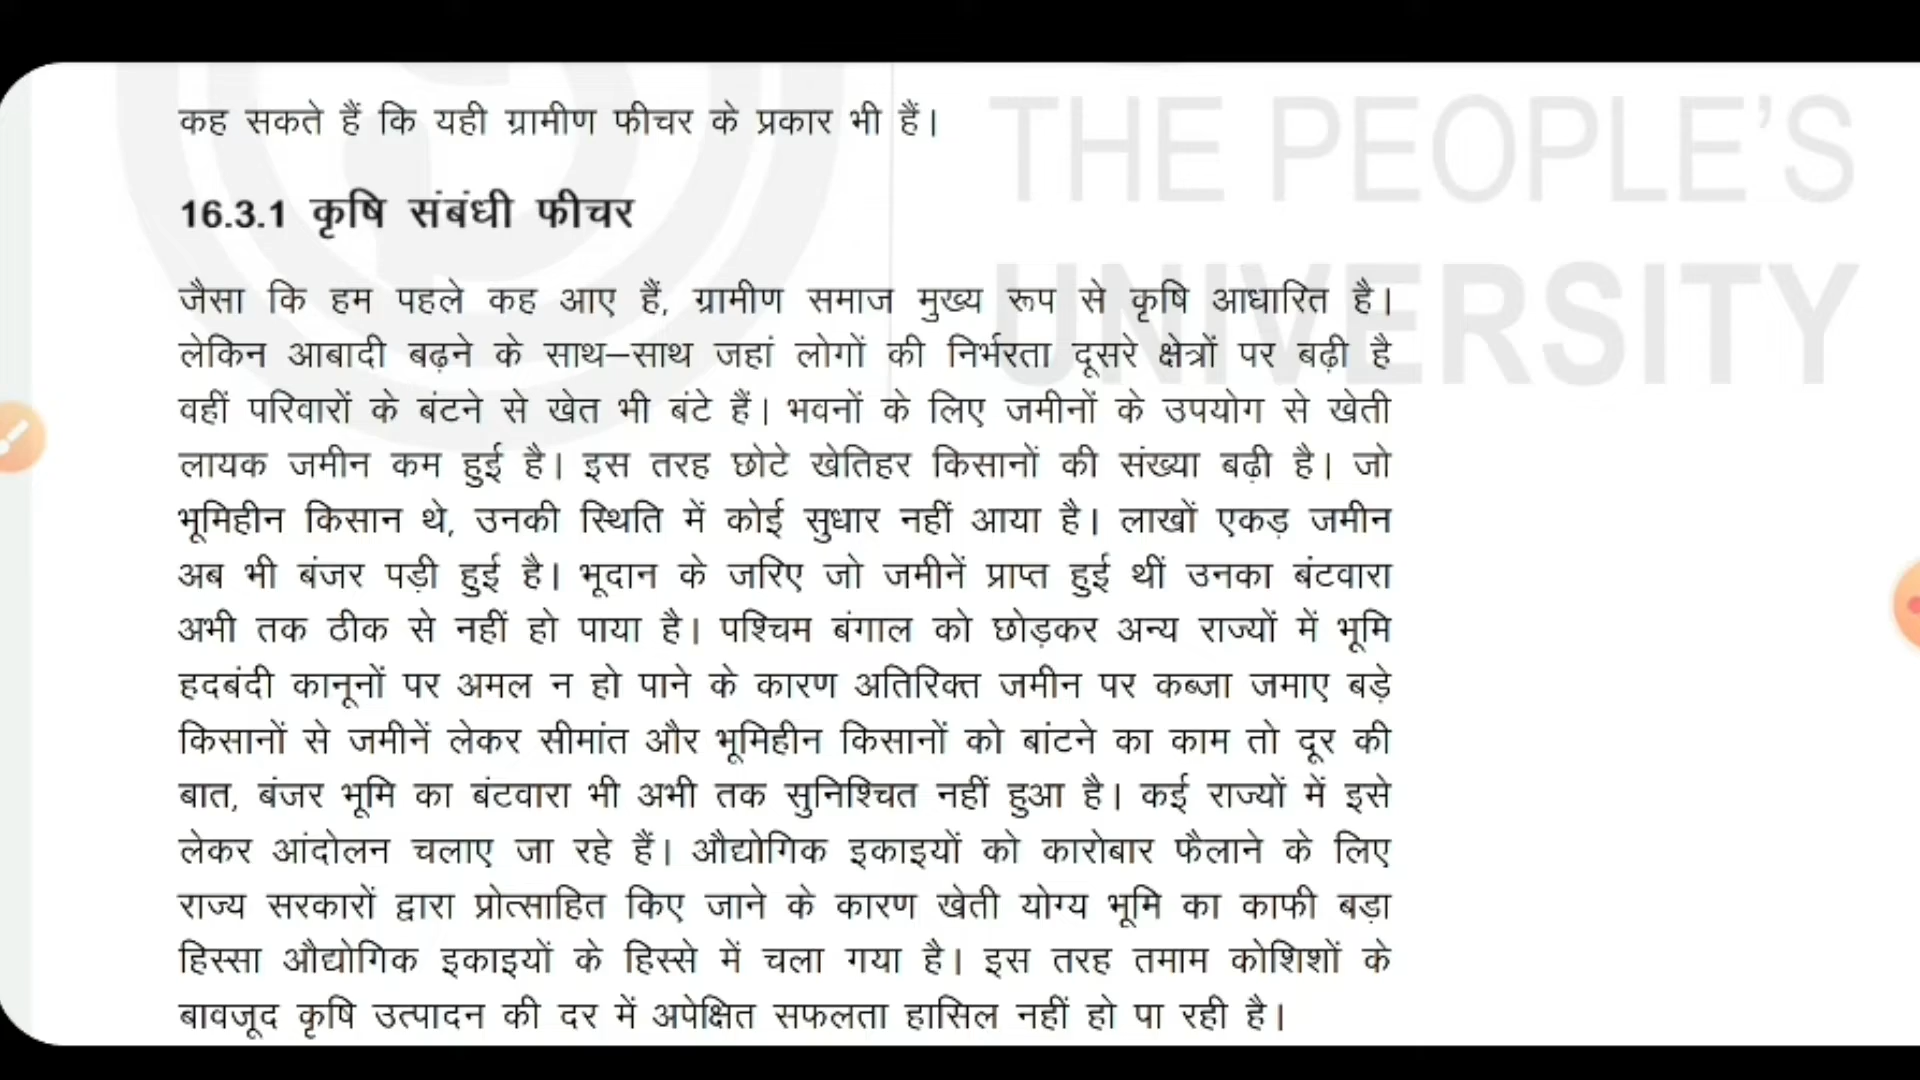 कह सकते हैं कि यही ग्रामीण फीचर के प्रकार भी हैं।
THE PEOPLE'S
UNIVERSITY
16.3.1 कृषि संबंधी फीचर
जैसा कि हम पहले कह आए हैं, ग्रामीण समाज मुख्य रूप से कृषि आधारित है।
लेकिन आबादी बढ़ने के साथ–साथ जहां लोगों की निर्भरता दूसरे क्षेत्रों पर बढ़ी है
वहीं परिवारों के बंटने से खेत भी बंटे हैं। भवनों के लिए जमीनों के उपयोग से खेती
लायक जमीन कम हुई है। इस तरह छोटे खेतिहर किसानों की संख्या बढ़ी है। जो
भूमिहीन किसान थे, उनकी स्थिति में कोई सुधार नहीं आया है। लाखों एकड़ जमीन
अब भी बंजर पड़ी हुई है। भूदान के जरिए जो जमीनें प्राप्त हुई थीं उनका बंटवारा
अभी तक ठीक से नहीं हो पाया है। पश्चिम बंगाल को छोड़कर अन्य राज्यों में भूमि
हदबंदी कानूनों पर अमल न हो पाने के कारण अतिरिक्त जमीन पर कब्जा जमाए बड़े
किसानों से जमीनें लेकर सीमांत और भूमिहीन किसानों को बांटने का काम तो दूर की
बात, बंजर भूमि का बंटवारा भी अभी तक सुनिश्चित नहीं हुआ है। कई राज्यों में इसे
लेकर आंदोलन चलाए जा रहे हैं। औद्योगिक इकाइयों को कारोबार फैलाने के लिए
राज्य सरकारों द्वारा प्रोत्साहित किए जाने के कारण खेती योग्य भूमि का काफी बड़ा
हिस्सा औद्योगिक इकाइयों के हिस्से में चला गया है। इस तरह तमाम कोशिशों के
बावजूद कृषि उत्पादन की दर में अपेक्षित सफलता हासिल नहीं हो पा रही है।